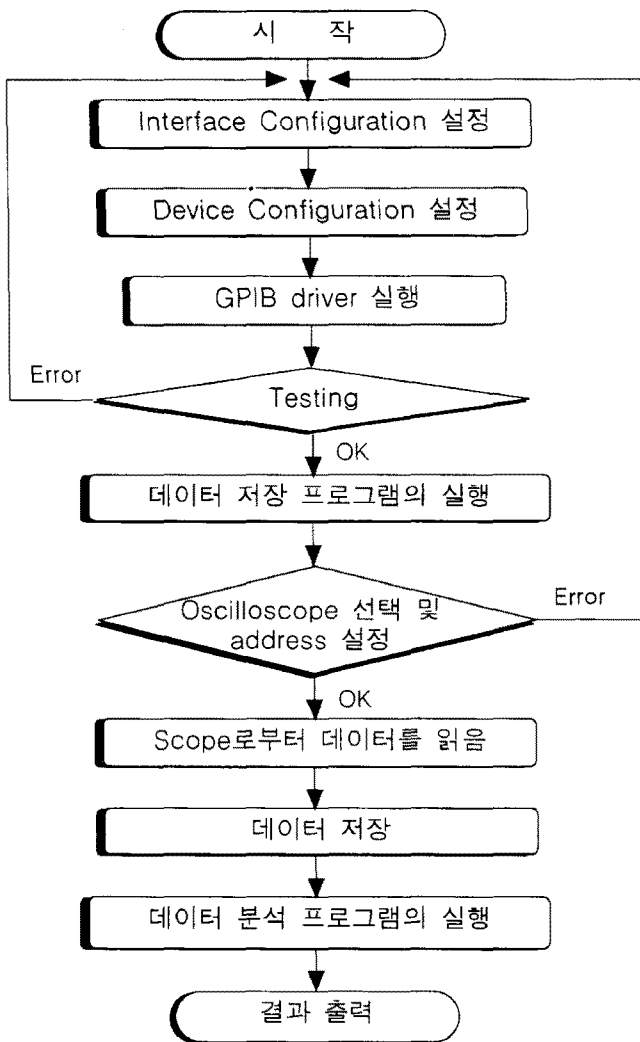 시 작
Interface Configuration 설정
Device Configuration 설정
GPIB driver 실행
Error
Testing
OK
데이터 저장 프로그램의 실행
Oscilloscope 선택 및
address 설정
Error
OK
Scope로부터 데이터를 읽음
데이터 저장
데이터 분석 프로그램의 실행
결과 출력